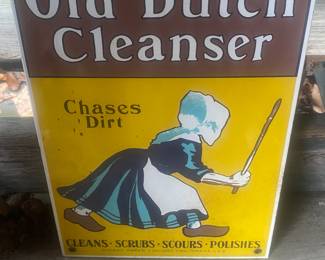 Old Dutch
Cleanser
Chases
Dirt
CLEANS · SCRUBS · SCOURS · POLISHES